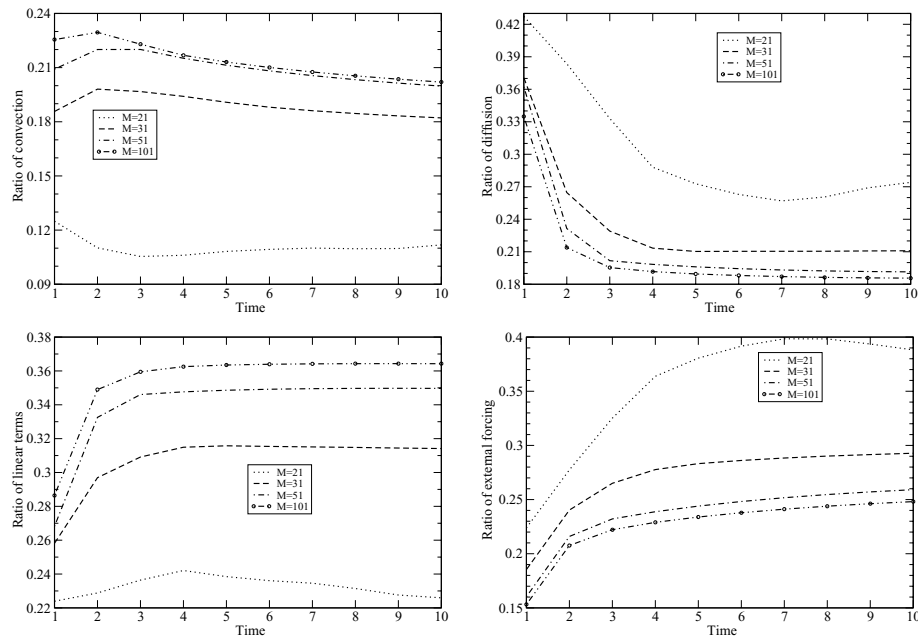 0.24
0.21
0.18
0.15
0.12
0.09
Ratio of convection
M=21
M=31
M=51
M=101
1 2 3 4 5 6 7 8 9 10
Time
0.42
0.39
0.36
0.33
0.3
0.27
0.24
0.21
0.18
Ratio of diffusion
M=21
M=31
M=51
M=101
1 2 3 4 5 6 7 8 9 10
Time
0.38
0.36
0.34
0.32
0.3
0.28
0.26
0.24
0.22
Ratio of linear terms
M=21
M=31
M=51
M=101
1 2 3 4 5 6 7 8 9 10
Time
0.4
0.35
0.3
0.25
0.2
0.15
Ratio of external forcing
M=21
M=31
M=51
M=101
1 2 3 4 5 6 7 8 9 10
Time